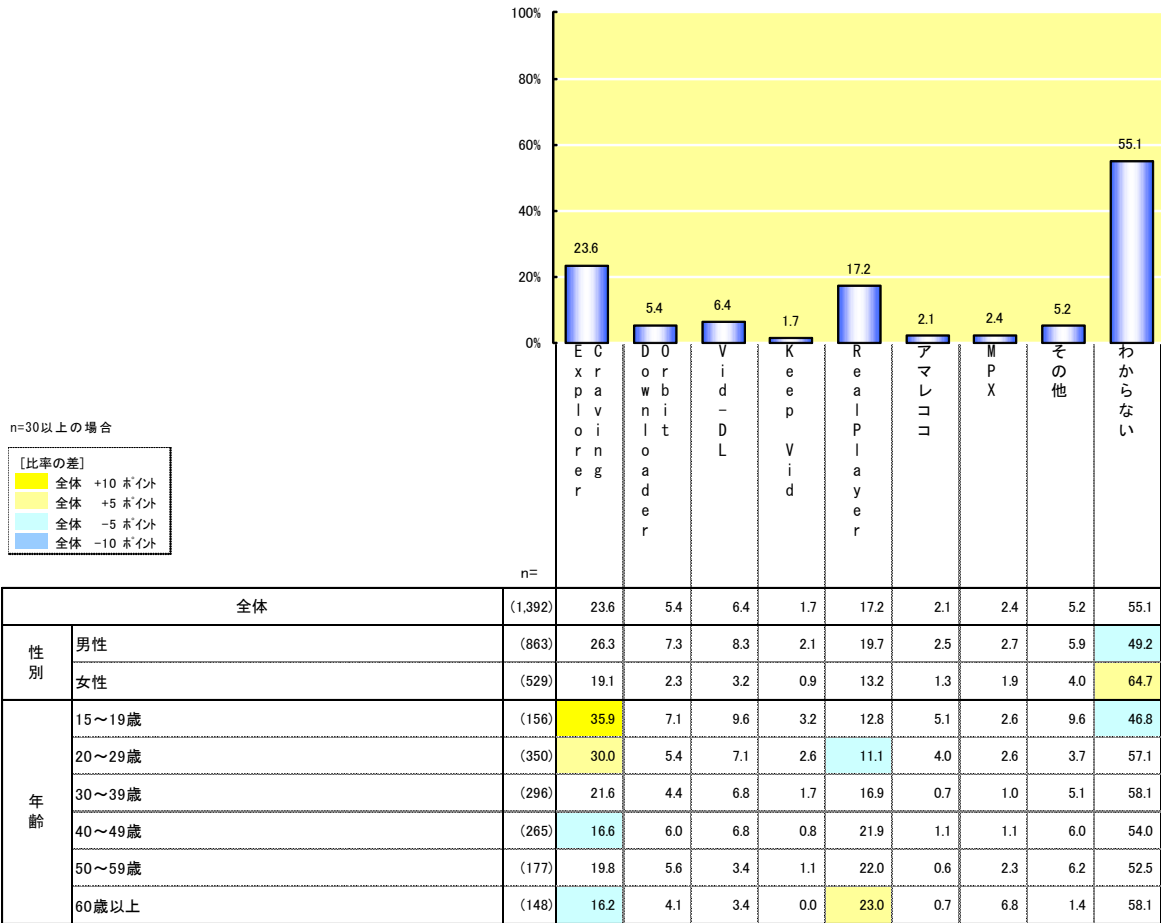 100%
80%
60%
40%
20%
0%
23.6
5.4
6.4
1.7
17.2
2.1
2.4
5.2
55.1
Craving Explorer
Orbit Downloader
Vid-DL
Keep Vid
RealPlayer
アマレココ
MPX
その他
わからない
n=30以上の場合
[比率の差]
全体 +10 ポイント
全体 +5 ポイント
全体 -5 ポイント
全体 -10 ポイント
n=
全体 (1,392) 23.6 5.4 6.4 1.7 17.2 2.1 2.4 5.2 55.1
性別
男性 (863) 26.3 7.3 8.3 2.1 19.7 2.5 2.7 5.9 49.2
女性 (529) 19.1 2.3 3.2 0.9 13.2 1.3 1.9 4.0 64.7
年齢
15~19歳 (156) 35.9 7.1 9.6 3.2 12.8 5.1 2.6 9.6 46.8
20~29歳 (350) 30.0 5.4 7.1 2.6 11.1 4.0 2.6 3.7 57.1
30~39歳 (296) 21.6 4.4 6.8 1.7 16.9 0.7 1.0 5.1 58.1
40~49歳 (265) 16.6 6.0 6.8 0.8 21.9 1.1 1.1 6.0 54.0
50~59歳 (177) 19.8 5.6 3.4 1.1 22.0 0.6 2.3 6.2 52.5
60歳以上 (148) 16.2 4.1 3.4 0.0 23.0 0.7 6.8 1.4 58.1